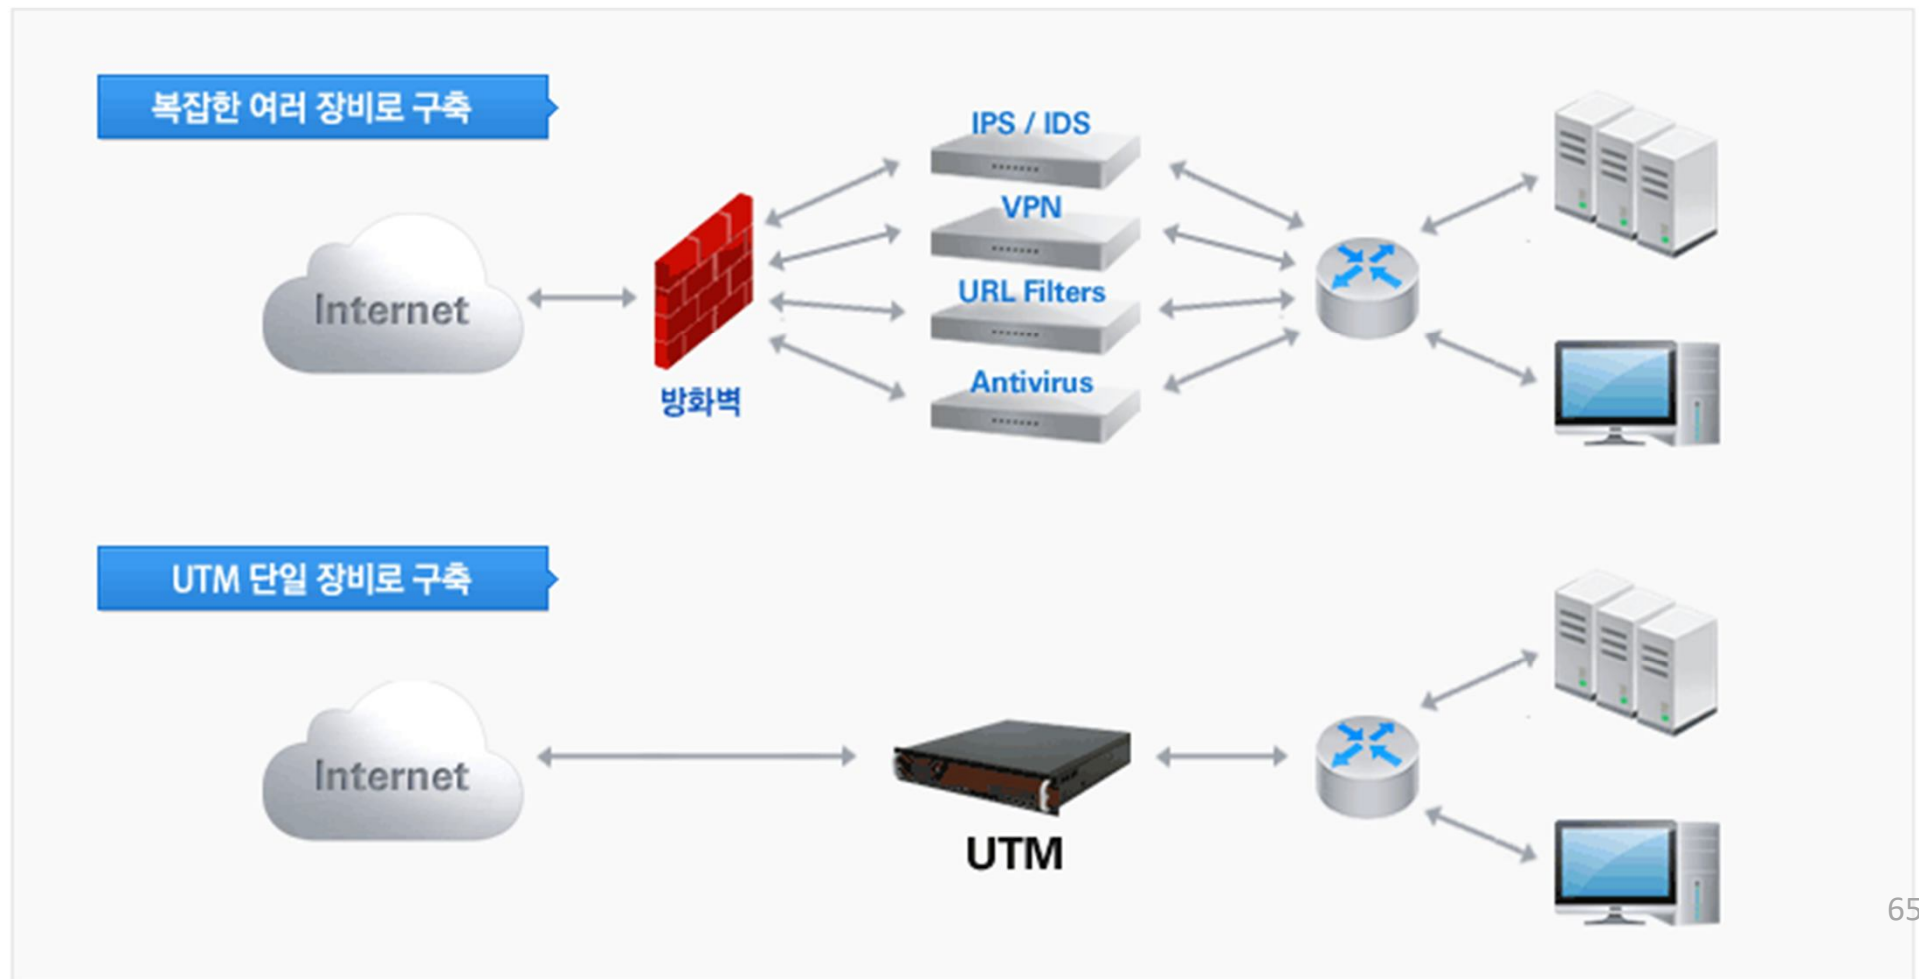 복잡한 여러 장비로 구축
IPS / IDS
VPN
URL Filters
Antivirus
Internet
방화벽
UTM 단일 장비로 구축
Internet
UTM
65